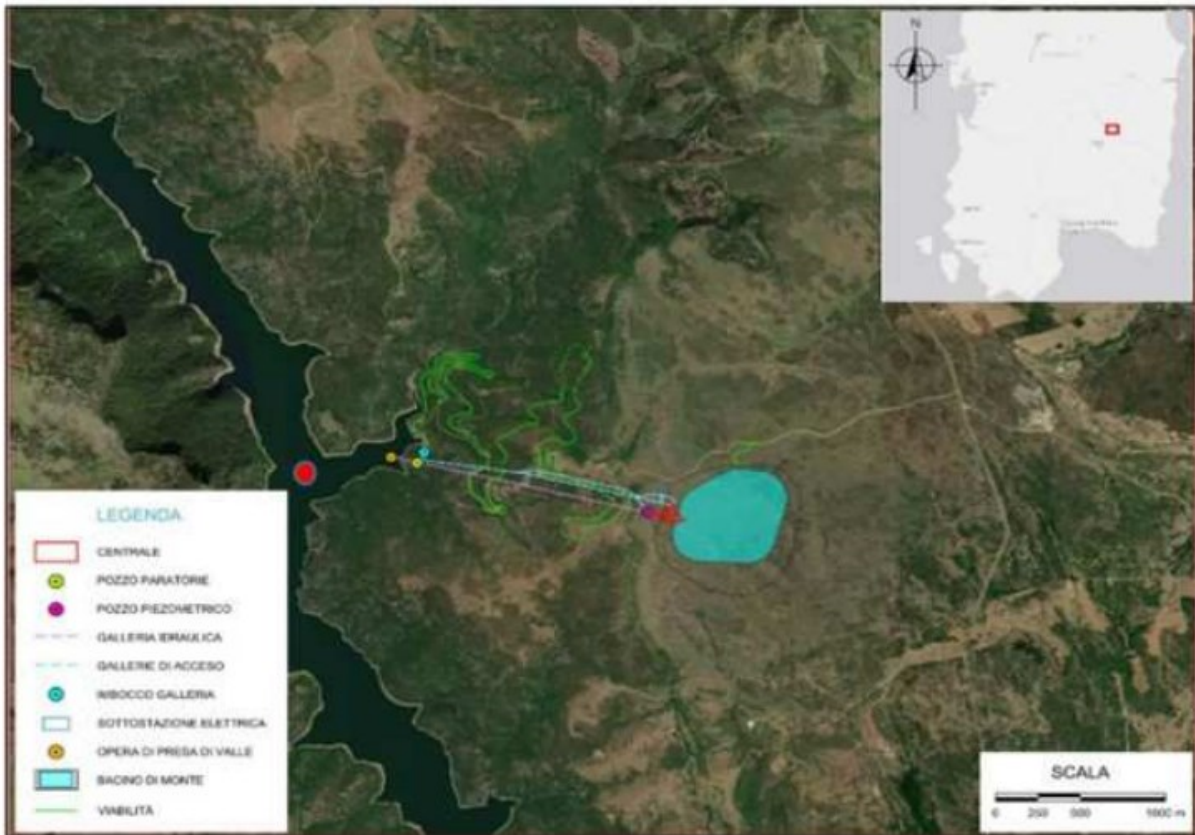 N
LEGENDA
CENTRALE
POZZO PARATORIE
POZZO PIEZOMETRICO
GALLERIA IDRAULICA
GALLERIE DI ACCESO
IMBOCCO GALLERIA
SOTTOSTAZIONE ELETTRICA
OPERA DI PRESA DI VALLE
BACINO DI MONTE
VIABILITÀ
SCALA
0 250 500 1000 m